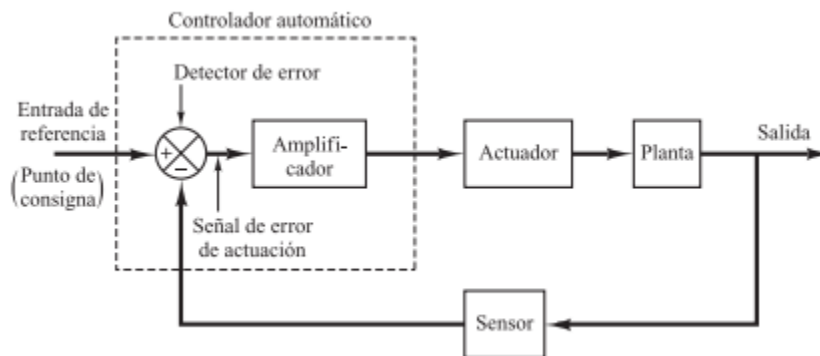 Controlador automático
Detector de error
Entrada de
referencia
(Punto de
consigna)
+
−
Amplifi-
cador
Señal de error
de actuación
Actuador
Planta
Salida
Sensor